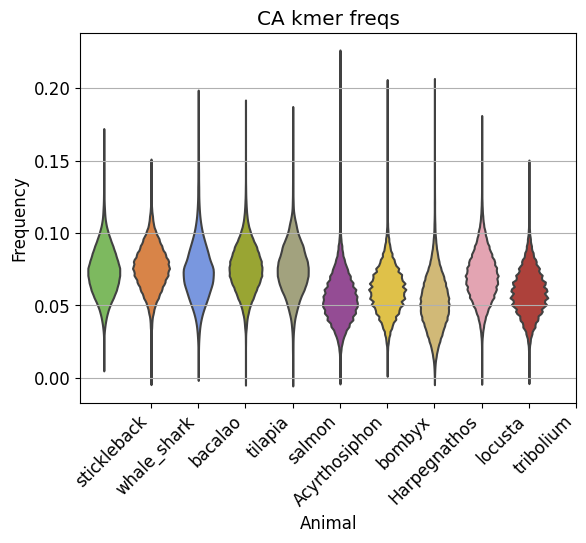 CA kmer freqs
0.20
0.15
0.10
0.05
0.00
Frequency
stickleback
whale_shark
bacalao
tilapia
salmon
Acyrthosiphon
bombyx
Harpegnathos
locusta
tribolium
Animal